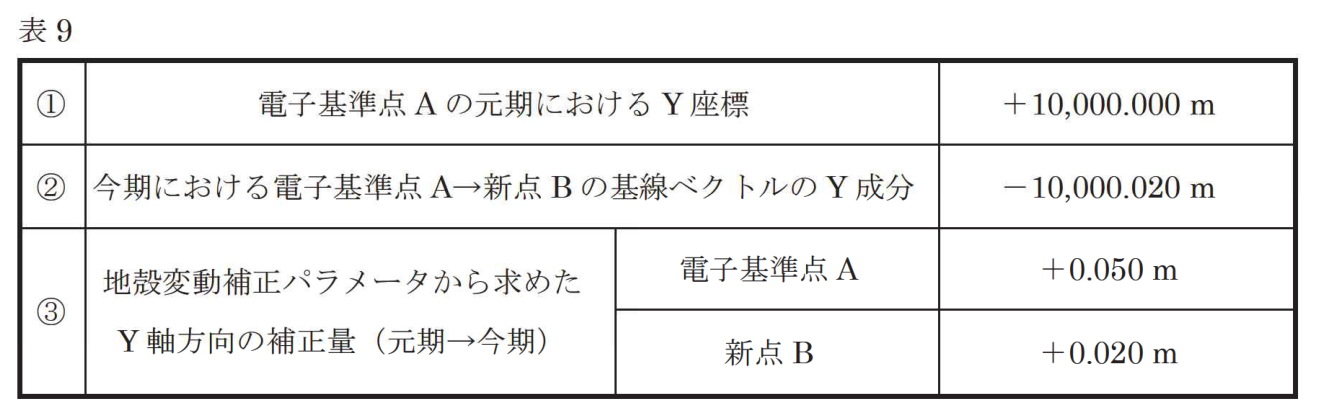 表 9
① 電子基準点 A の元期における Y 座標 +10,000.000 m
② 今期における電子基準点 A→新点 B の基線ベクトルの Y 成分 −10,000.020 m
③ 地殻変動補正パラメータから求めた
Y 軸方向の補正量（元期→今期）
電子基準点 A +0.050 m
新点 B +0.020 m